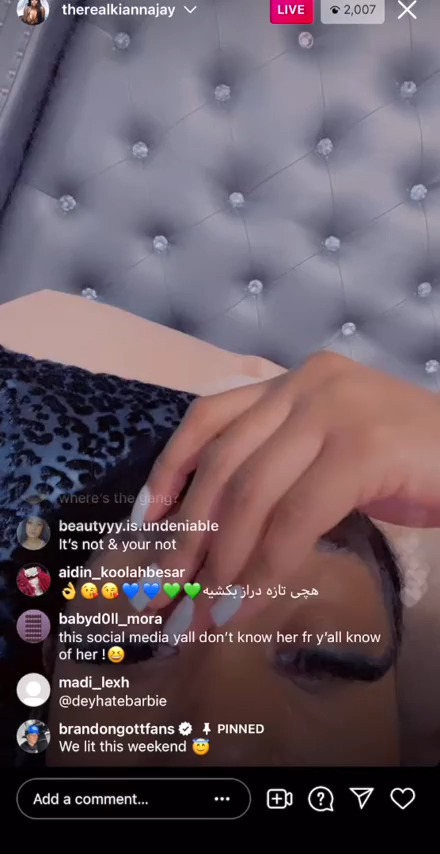 therealkiannajay
LIVE
2,007
where's the gang?
beautyyy.is.undeniable
It's not & your not
aidin_koolahbesar
👌😘😘💙💙💚💚هچی تازه دراز بکشیه
babyd0ll_mora
this social media yall don't know her fr y'all know
of her !😆
madi_lexh
@deyhatebarbie
brandongottfans PINNED
We lit this weekend 😇
Add a comment...